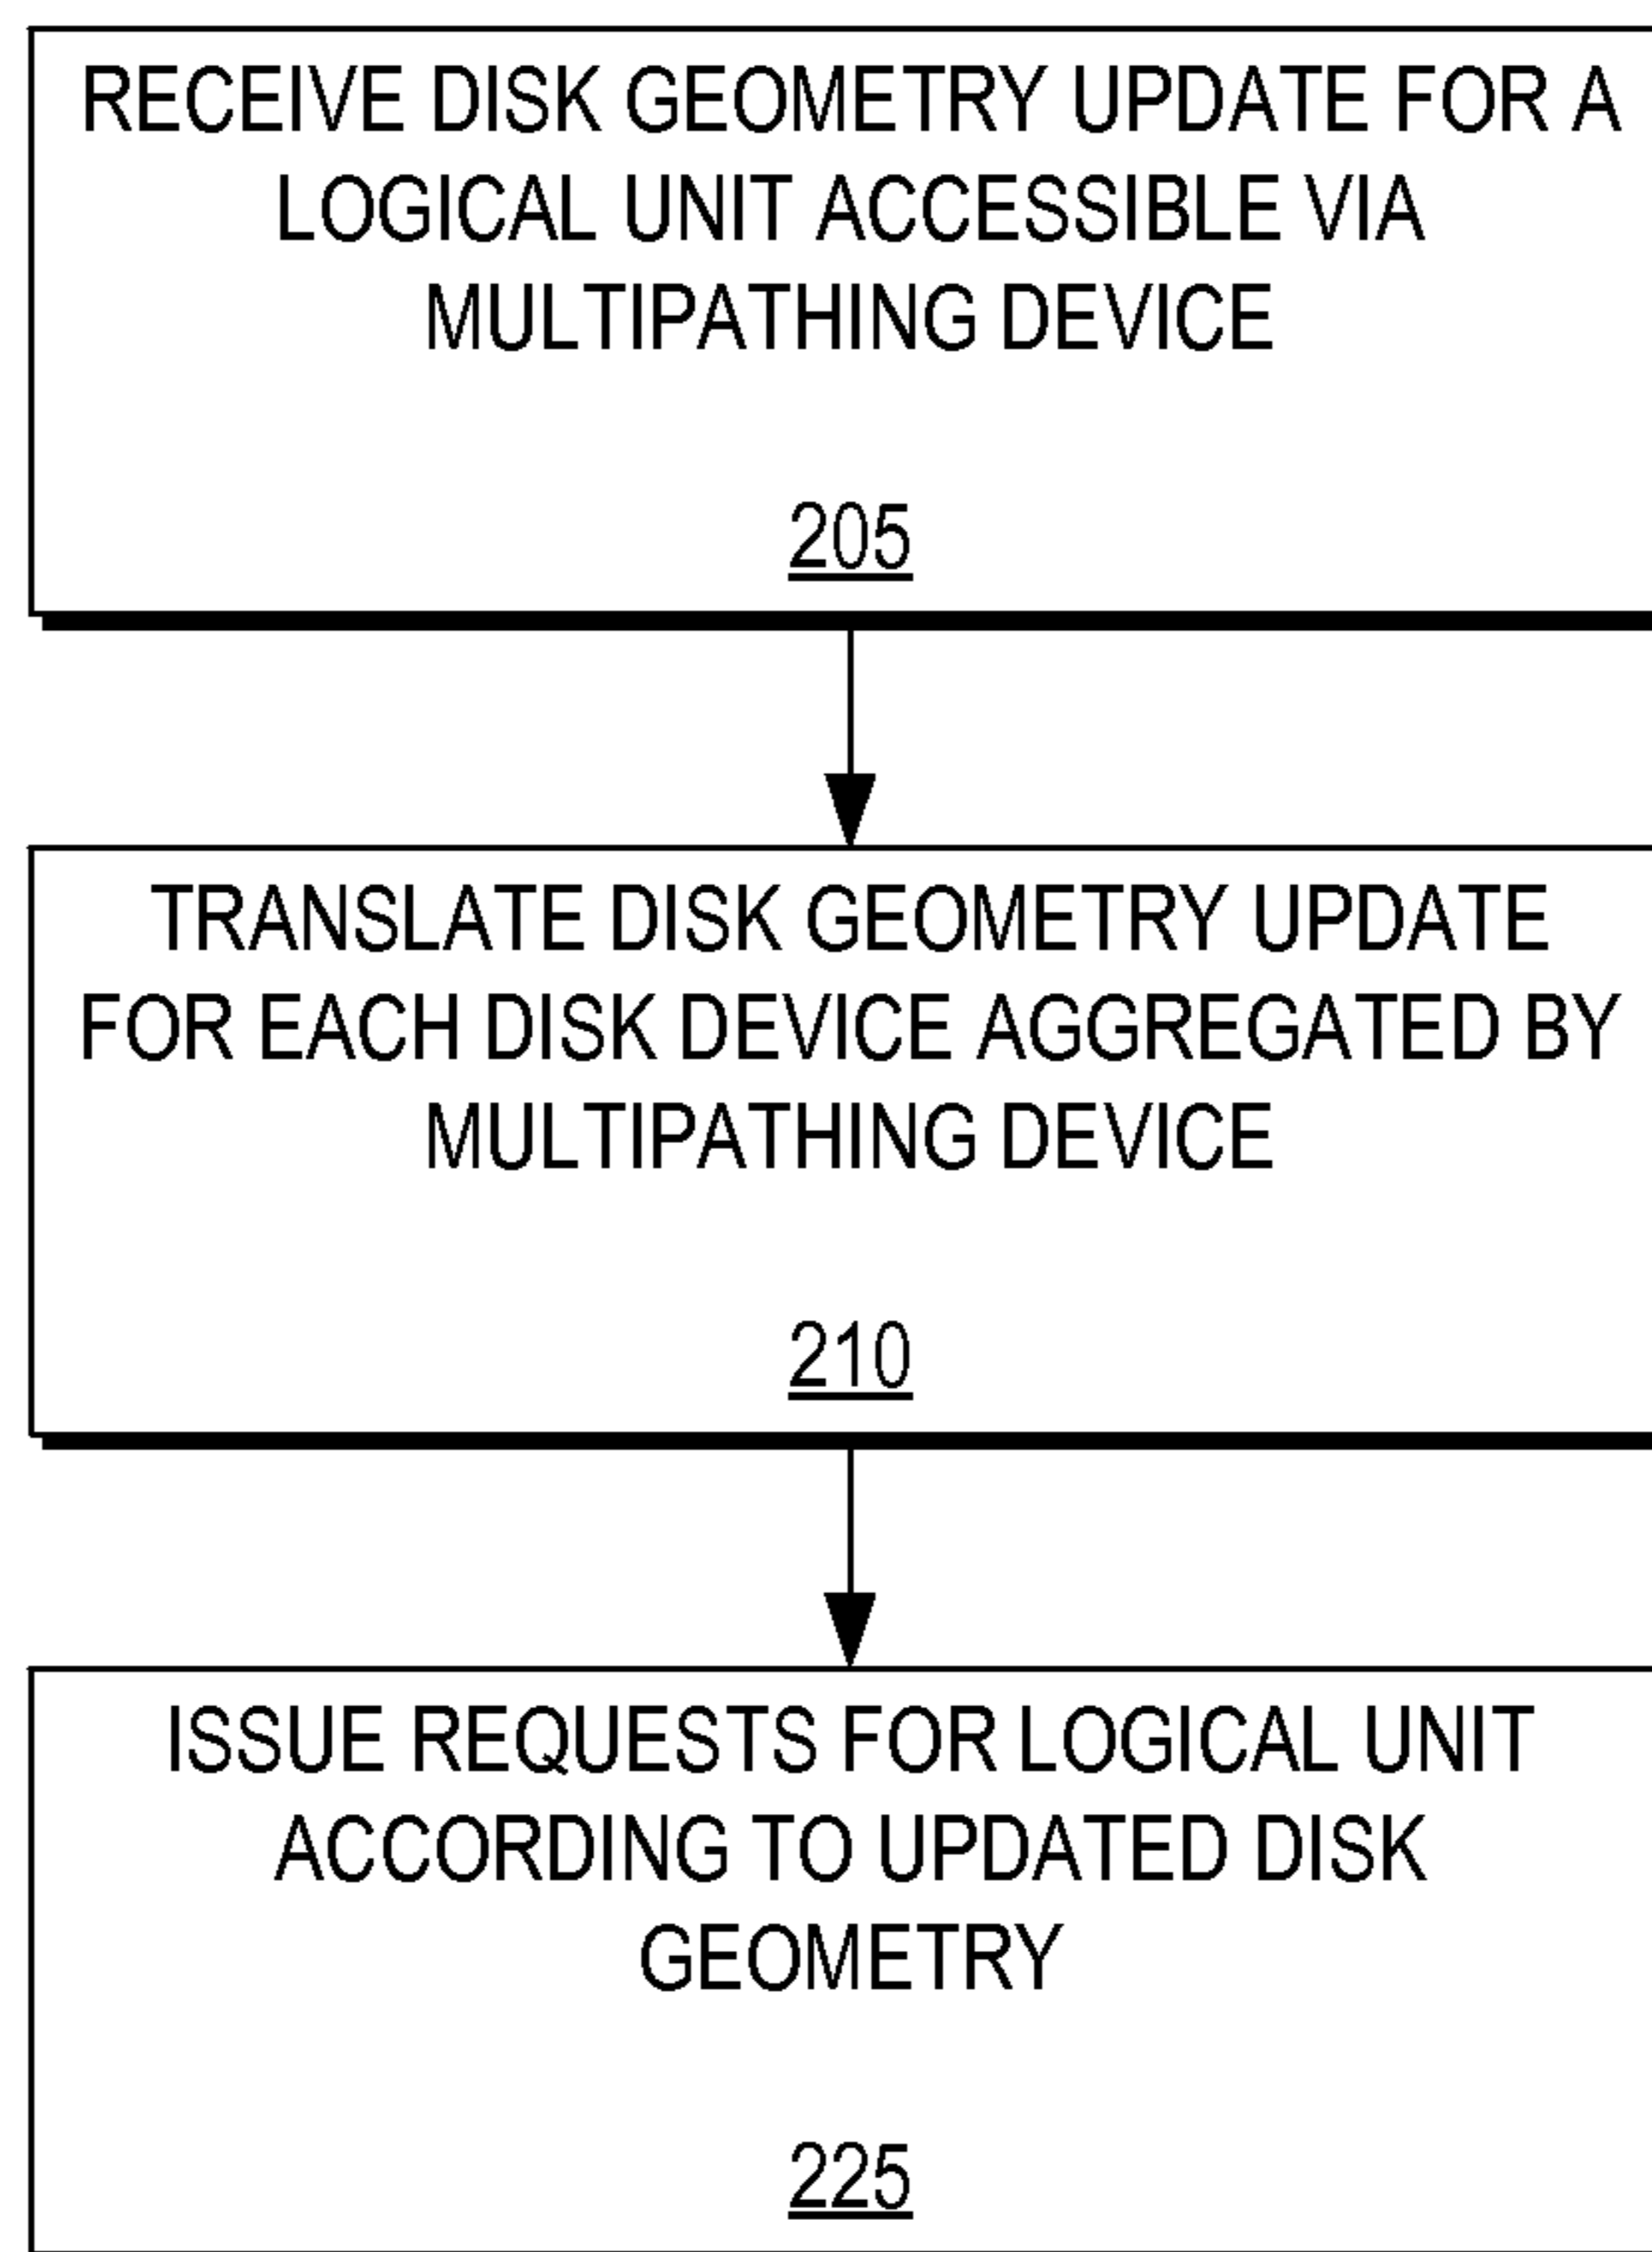 RECEIVE DISK GEOMETRY UPDATE FOR A
LOGICAL UNIT ACCESSIBLE VIA
MULTIPATHING DEVICE
205
TRANSLATE DISK GEOMETRY UPDATE
FOR EACH DISK DEVICE AGGREGATED BY
MULTIPATHING DEVICE
210
ISSUE REQUESTS FOR LOGICAL UNIT
ACCORDING TO UPDATED DISK
GEOMETRY
225